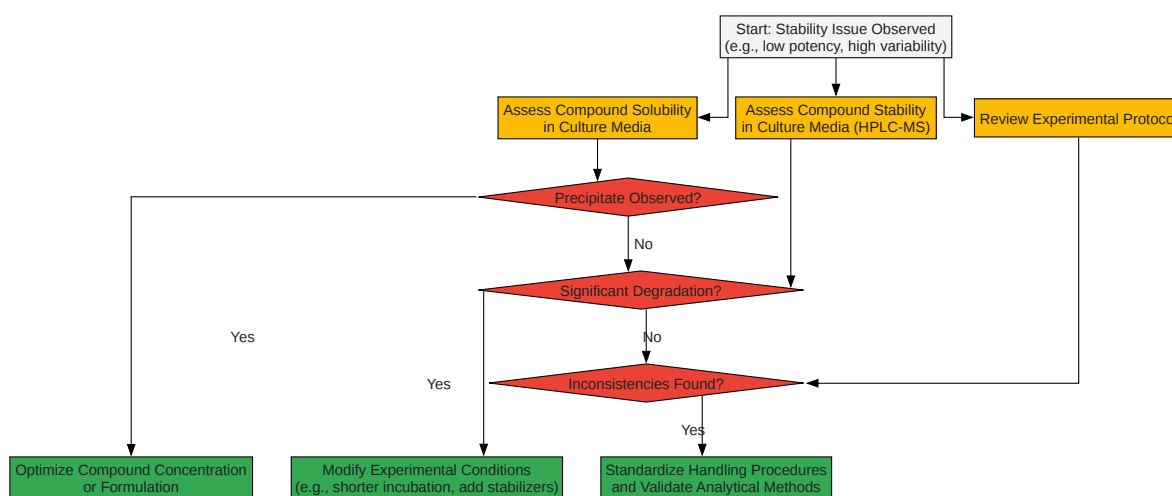 Start: Stability Issue Observed
(e.g., low potency, high variability)
Assess Compound Solubility
in Culture Media
Assess Compound Stability
in Culture Media (HPLC-MS)
Review Experimental Protoco
Precipitate Observed?
No
Significant Degradation?
Yes
No
Yes
Inconsistencies Found?
Yes
Optimize Compound Concentration
or Formulation
Modify Experimental Conditions
(e.g., shorter incubation, add stabilizers)
Standardize Handling Procedures
and Validate Analytical Methods